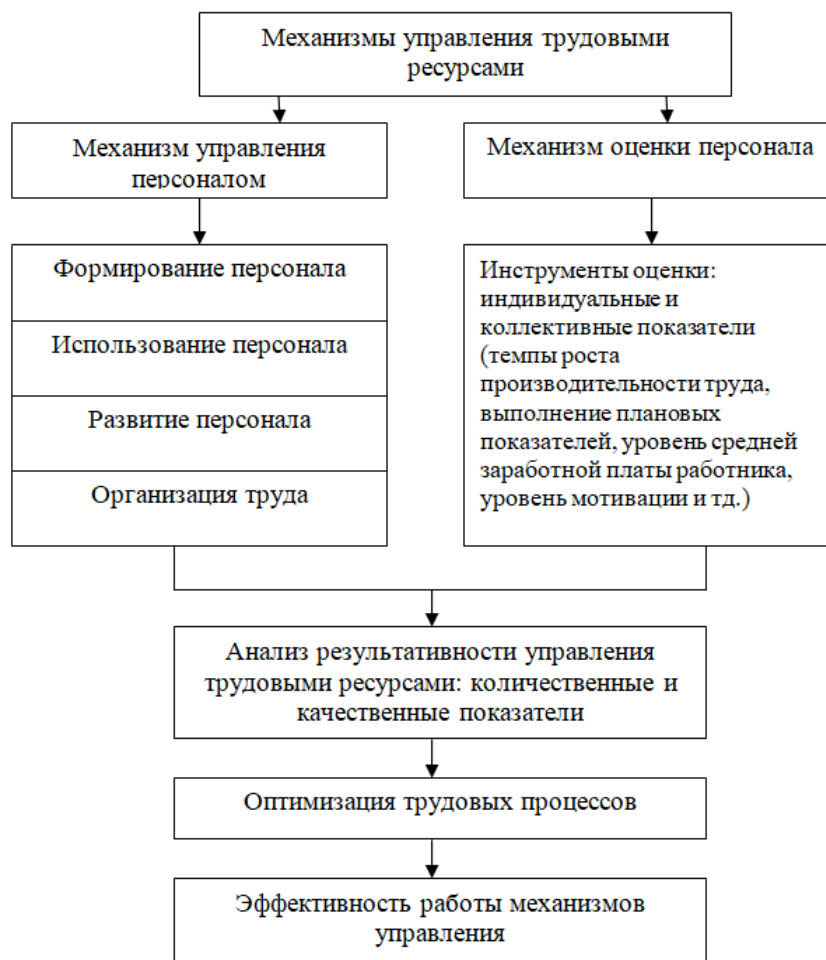 Механизмы управления трудовыми
ресурсами
Механизм управления
персоналом
Механизм оценки персонала
Формирование персонала
Использование персонала
Развитие персонала
Организация труда
Инструменты оценки:
индивидуальные и
коллективные показатели
(темпы роста
производительности труда,
выполнение плановых
показателей, уровень средней
заработной платы работника,
уровень мотивации и тд.)
Анализ результативности управления
трудовыми ресурсами: количественные и
качественные показатели
Оптимизация трудовых процессов
Эффективность работы механизмов
управления